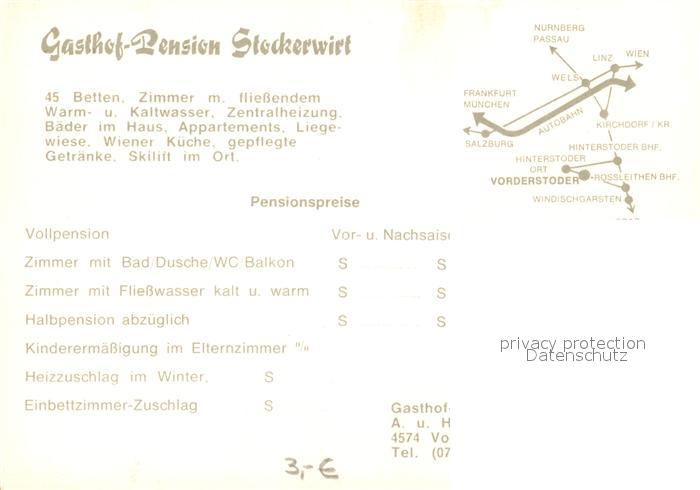 Gasthof-Pension Stockerwirt
45 Betten, Zimmer m. fließendem
Warm- u. Kaltwasser, Zentralheizung.
Bäder im Haus, Appartements, Liege-
wiese. Wiener Küche, gepflegte
Getränke. Skilift im Ort.
NÜRNBERG
PASSAU
LINZ
WIEN
WELS
FRANKFURT
MÜNCHEN
AUTOBAHN
SALZBURG
KIRCHDORF / KR.
HINTERSTODER BHF.
HINTERSTODER
ORT
VORDERSTODER
ROSSLEITHEN BHF.
WINDISCHGARSTEN
Pensionspreise
Vollpension Vor- u. Nachsais
Zimmer mit Bad/Dusche/WC/Balkon S S
Zimmer mit Fließwasser kalt u. warm S S
Halbpension abzüglich S S
Kinderermäßigung im Elternzimmer %
Heizzuschlag im Winter, S
Einbettzimmer-Zuschlag S
privacy protection
Datenschutz
Gasthof-
A. u. H
4574 Vo
Tel. (07
3,-€